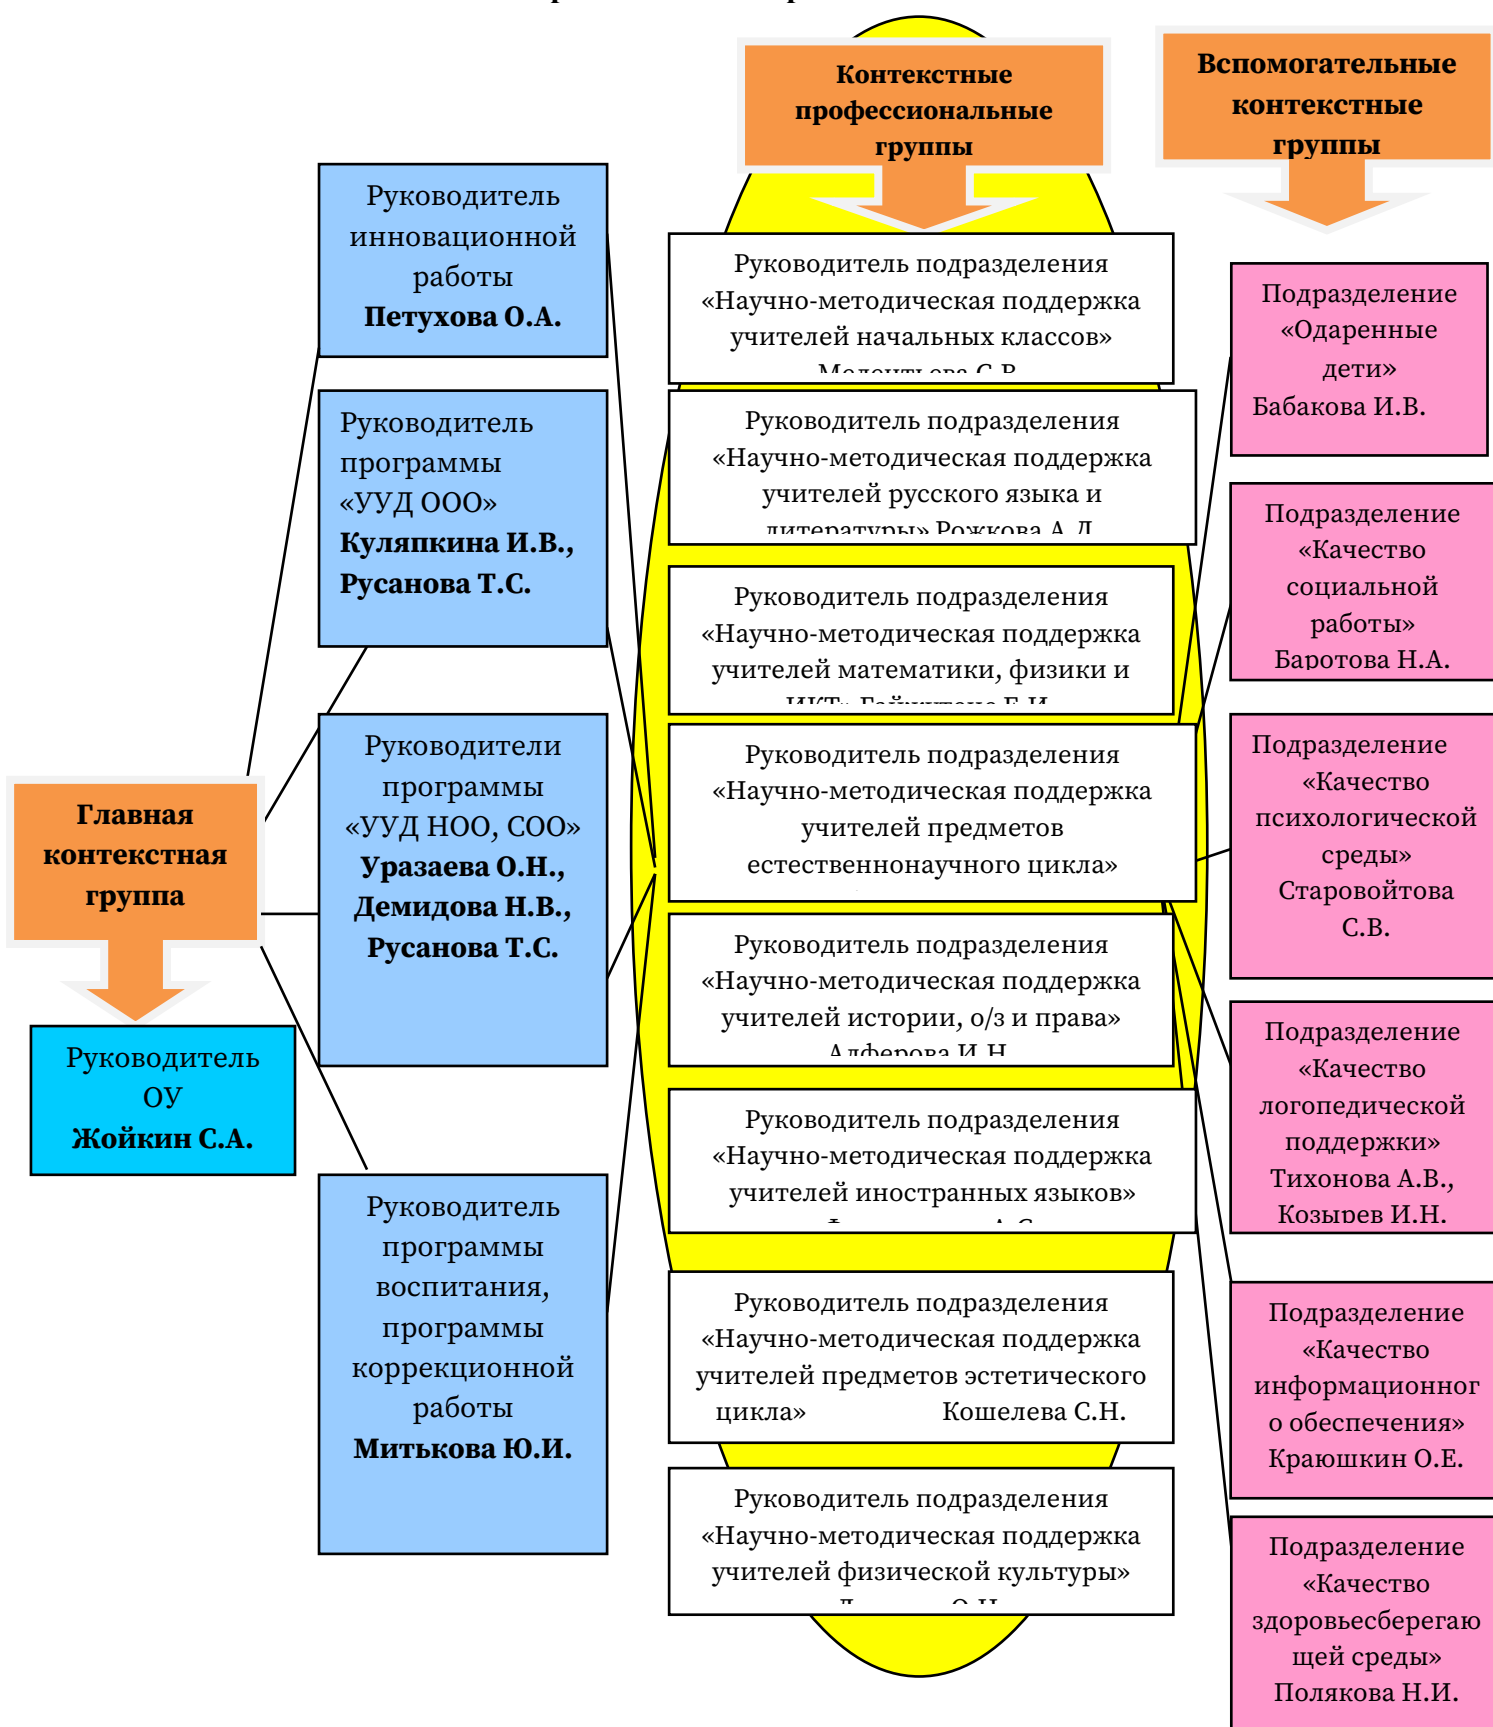 Главная
контекстная
группа
Руководитель
ОУ
Жойкин С.А.
Руководитель
инновационной
работы
Петухова О.А.
Руководитель
программы
«УУД ООО»
Куляпкина И.В.,
Русанова Т.С.
Руководители
программы
«УУД НОО, СОО»
Уразаева О.Н.,
Демидова Н.В.,
Русанова Т.С.
Руководитель
программы
воспитания,
программы
коррекционной
работы
Митькова Ю.И.
Контекстные
профессиональные
группы
Руководитель подразделения
«Научно-методическая поддержка
учителей начальных классов»
Руководитель подразделения
«Научно-методическая поддержка
учителей русского языка и
литературы» Рожкова А.Д
Руководитель подразделения
«Научно-методическая поддержка
учителей математики, физики и
ИКТ»
Руководитель подразделения
«Научно-методическая поддержка
учителей предметов
естественнонаучного цикла»
Руководитель подразделения
«Научно-методическая поддержка
учителей истории, о/з и права»
Алферова И.Н
Руководитель подразделения
«Научно-методическая поддержка
учителей иностранных языков»
Руководитель подразделения
«Научно-методическая поддержка
учителей предметов эстетического
цикла» Кошелева С.Н.
Руководитель подразделения
«Научно-методическая поддержка
учителей физической культуры»
Вспомогательные
контекстные
группы
Подразделение
«Одаренные
дети»
Бабакова И.В.
Подразделение
«Качество
социальной
работы»
Баротова Н.А.
Подразделение
«Качество
психологической
среды»
Старовойтова
С.В.
Подразделение
«Качество
логопедической
поддержки»
Тихонова А.В.,
Козырев И.Н.
Подразделение
«Качество
информационног
о обеспечения»
Краюшкин О.Е.
Подразделение
«Качество
здоровьесберегаю
щей среды»
Полякова Н.И.